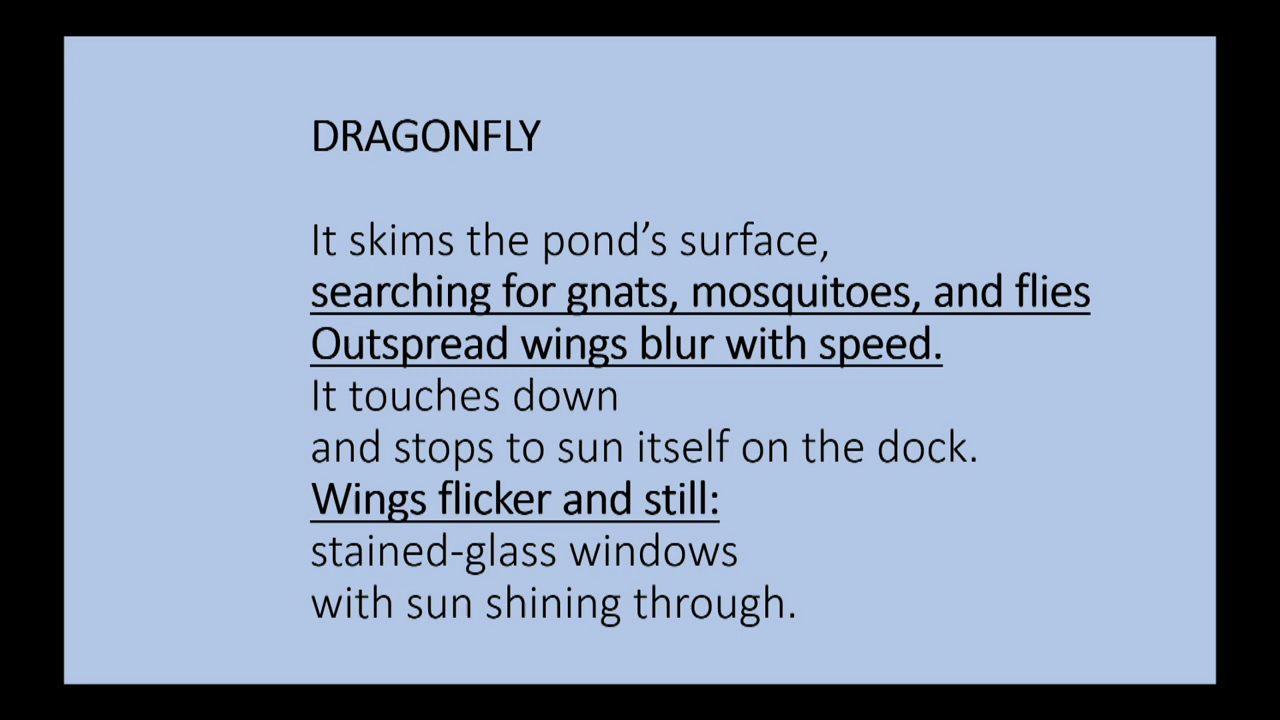 DRAGONFLY
It skims the pond’s surface,
searching for gnats, mosquitoes, and flies
Outspread wings blur with speed.
It touches down
and stops to sun itself on the dock.
Wings flicker and still:
stained-glass windows
with sun shining through.